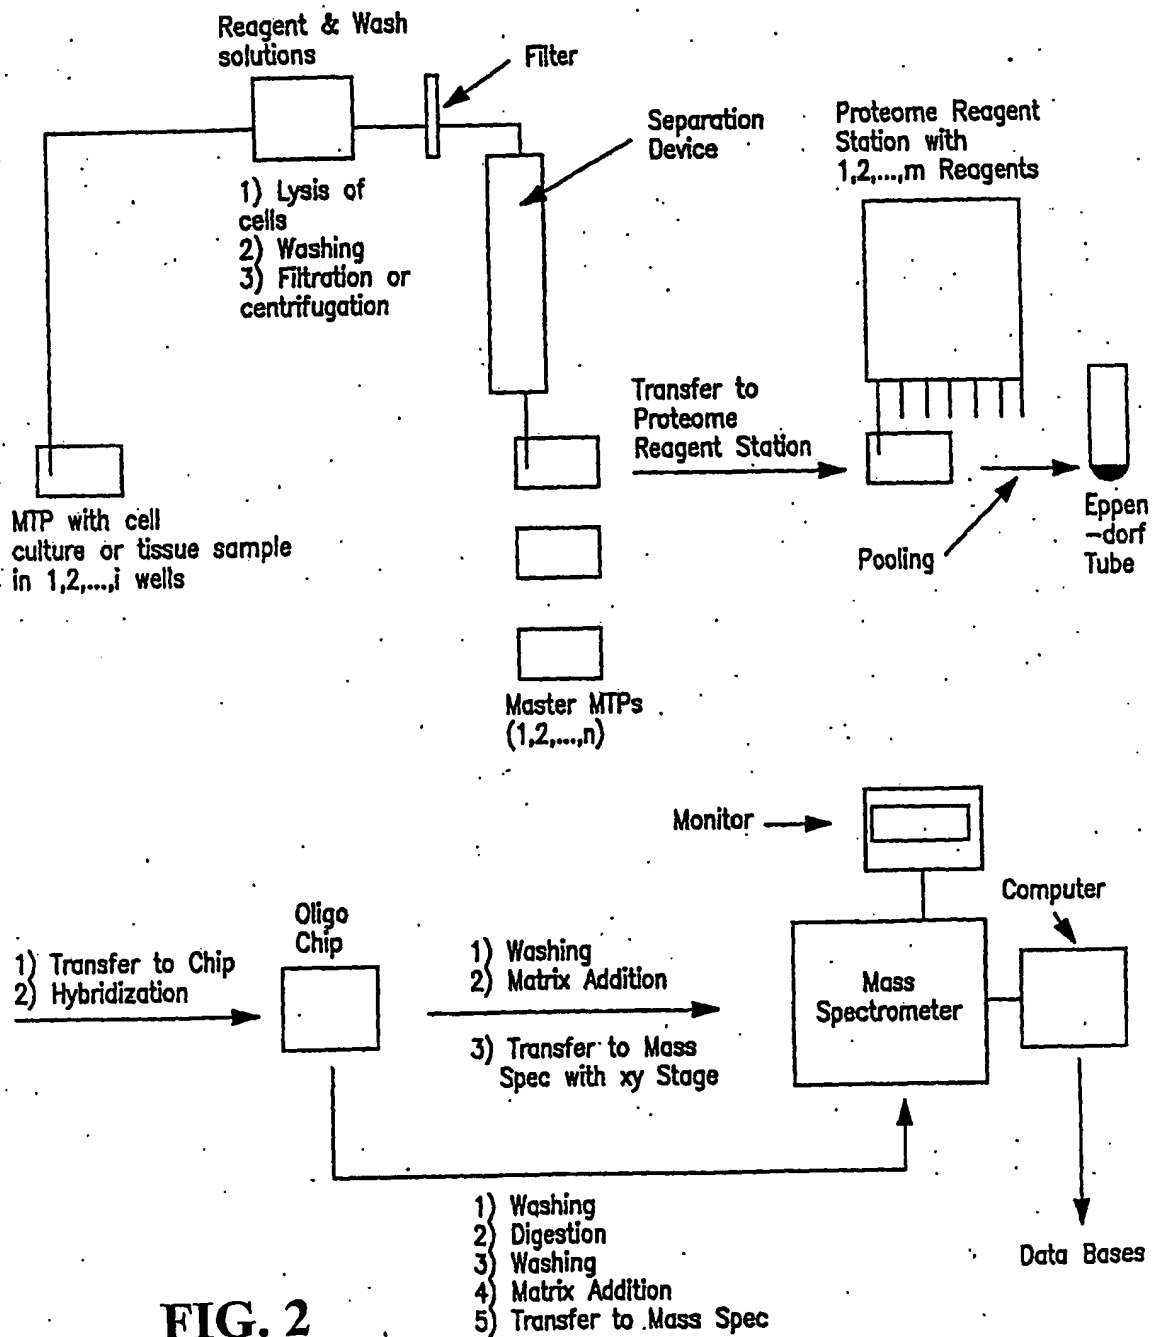 Reagent & Wash
solutions
Filter
Separation
Device
Proteome Reagent
Station with
1,2,...,m Reagents
1) Lysis of
cells
2) Washing
3) Filtration or
centrifugation
Transfer to
Proteome
Reagent Station
MTP with cell
culture or tissue sample
in 1,2,...,i wells
Pooling
Eppen
-dorf
Tube
Master MTPs
(1,2,...,n)
Monitor
Computer
Oligo
Chip
1) Transfer to Chip
2) Hybridization
1) Washing
2) Matrix Addition
3) Transfer to Mass
Spec with xy Stage
Mass
Spectrometer
1) Washing
2) Digestion
3) Washing
4) Matrix Addition
5) Transfer to Mass Spec
Data Bases
FIG. 2